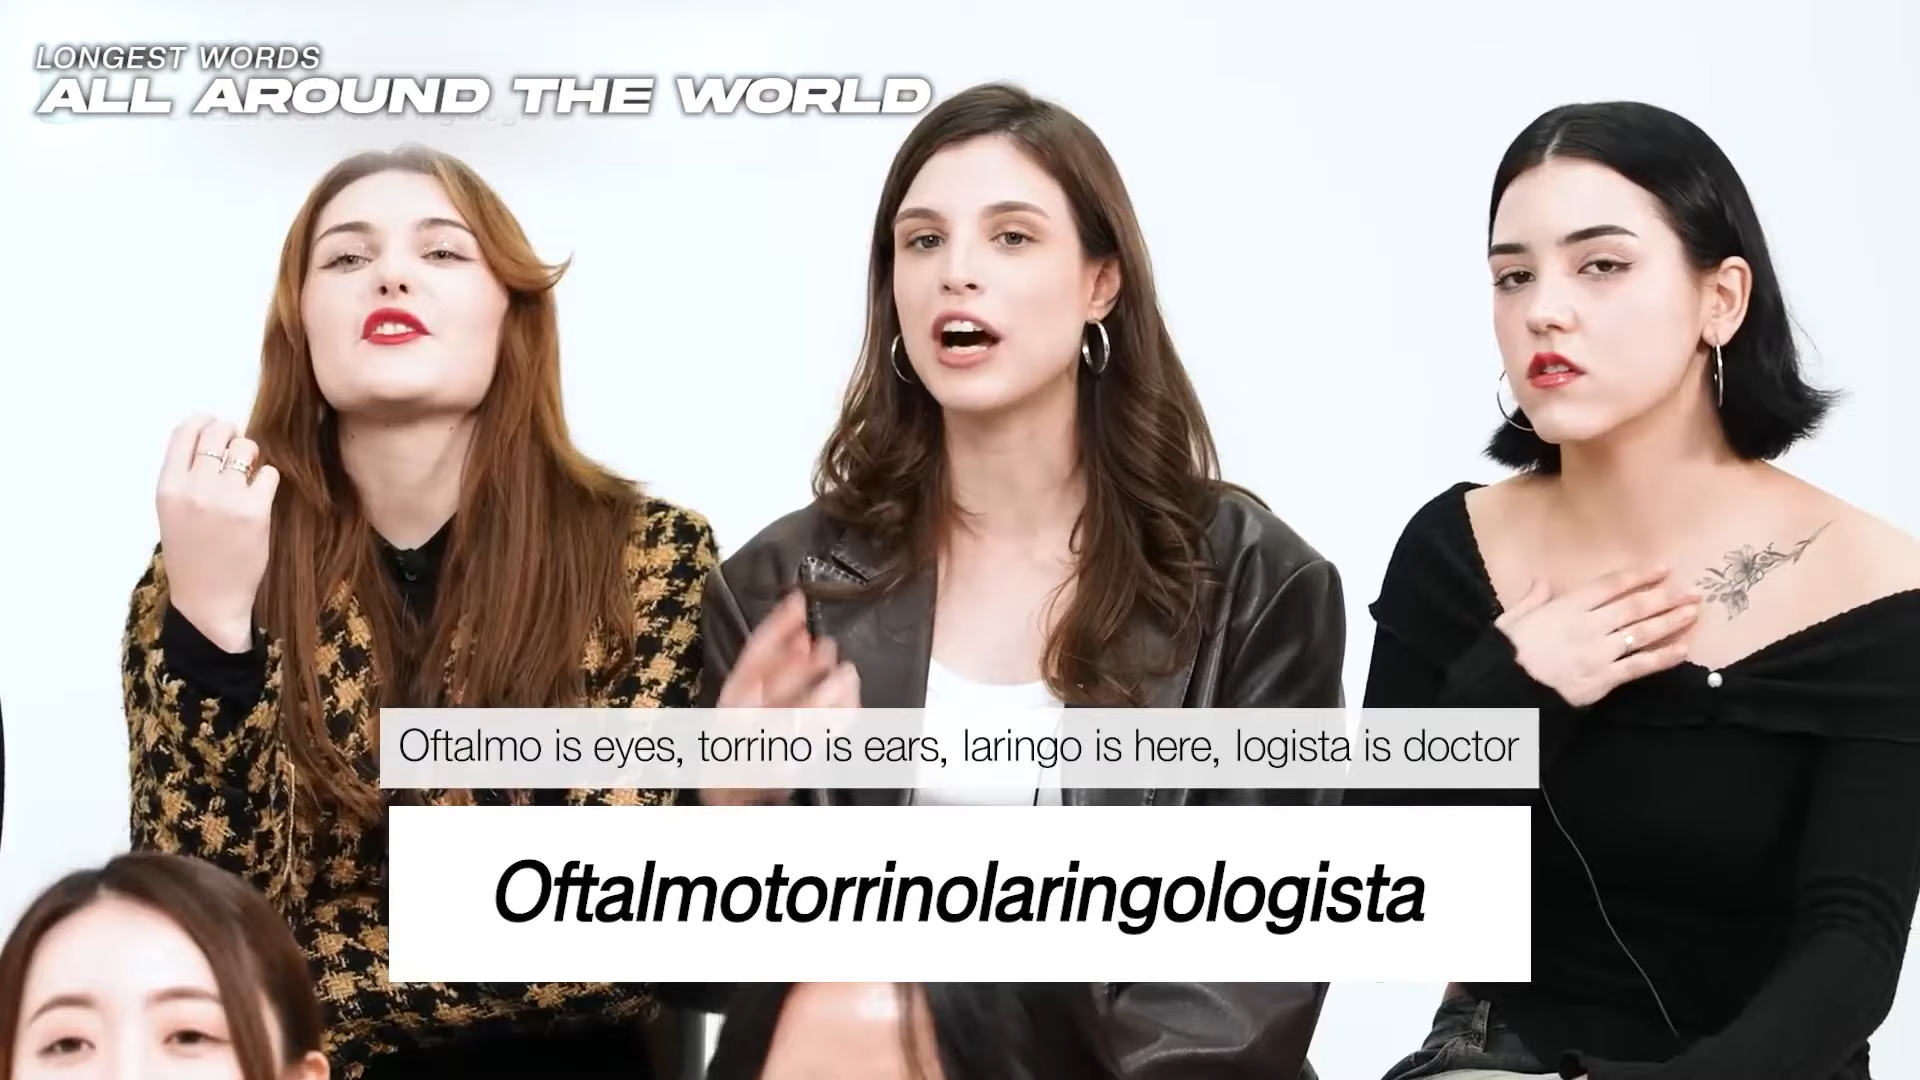 LONGEST WORDS
ALL AROUND THE WORLD
Oftalmo is eyes, torrino is ears, laringo is here, logista is doctor
Oftalmotorrinolaringologista